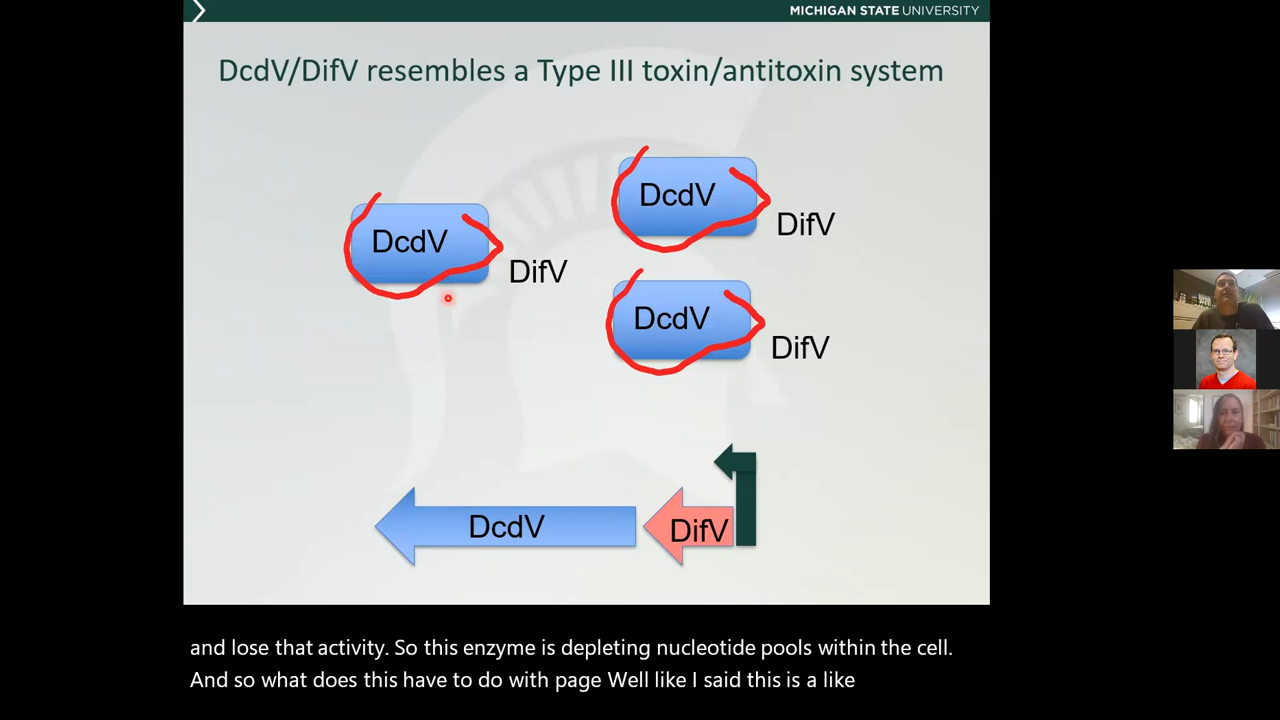 MICHIGAN STATE UNIVERSITY
DcdV/DifV resembles a Type III toxin/antitoxin system
DcdV
DifV
DcdV
DifV
DcdV
DifV
DcdV
DifV
and lose that activity. So this enzyme is depleting nucleotide pools within the cell.
And so what does this have to do with page Well like I said this is a like